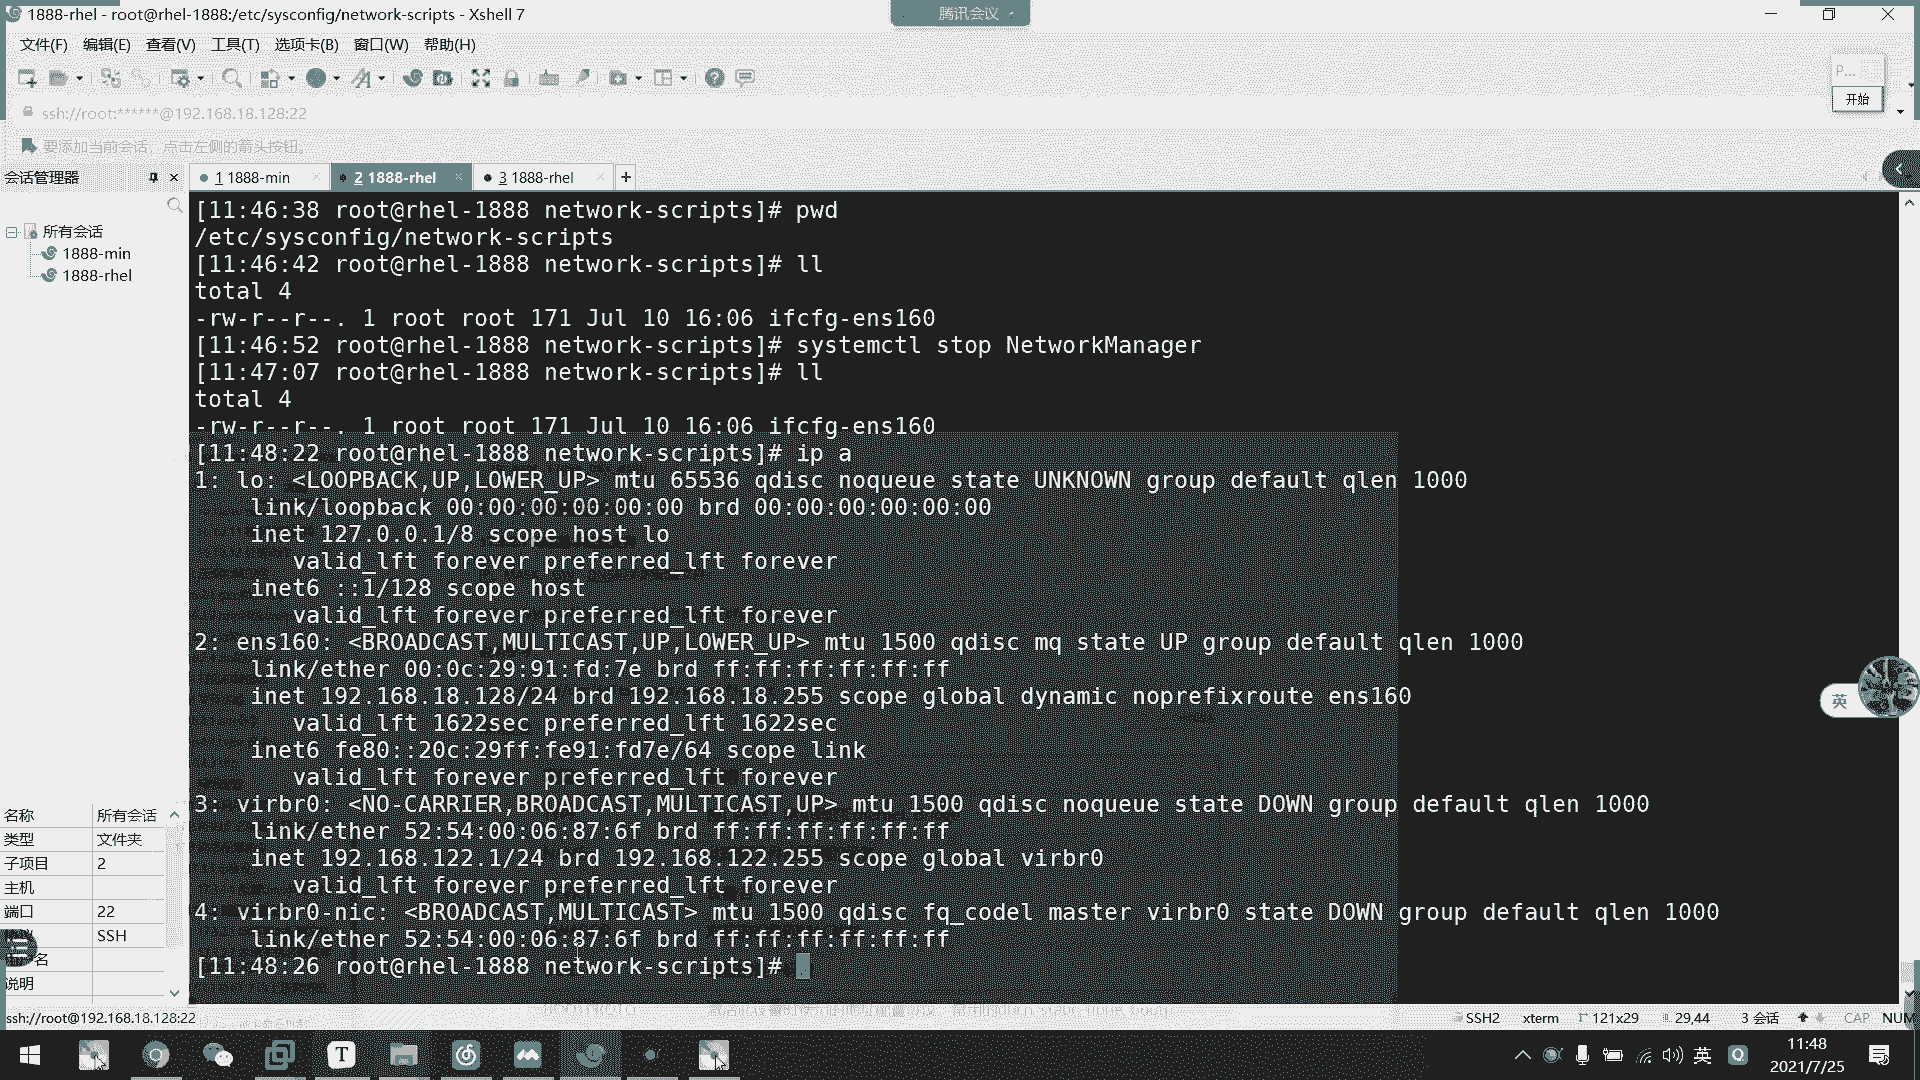 1888-rhel - root@rhel-1888:/etc/sysconfig/network-scripts - Xshell 7
腾讯会议
文件(F) 编辑(E) 查看(V) 工具(T) 选项卡(B) 窗口(W) 帮助(H)
P...
开始
ssh://root:******@192.168.18.128:22
要添加当前会话，点击左侧的箭头按钮。
会话管理器
1 1888-min
2 1888-rhel
3 1888-rhel
所有会话
1888-min
1888-rhel
[11:46:38 root@rhel-1888 network-scripts]# pwd
/etc/sysconfig/network-scripts
[11:46:42 root@rhel-1888 network-scripts]# ll
total 4
-rw-r--r--. 1 root root 171 Jul 10 16:06 ifcfg-ens160
[11:46:52 root@rhel-1888 network-scripts]# systemctl stop NetworkManager
[11:47:07 root@rhel-1888 network-scripts]# ll
total 4
-rw-r--r--. 1 root root 171 Jul 10 16:06 ifcfg-ens160
[11:48:22 root@rhel-1888 network-scripts]# ip a
1: lo: <LOOPBACK,UP,LOWER_UP> mtu 65536 qdisc noqueue state UNKNOWN group default qlen 1000
link/loopback 00:00:00:00:00:00 brd 00:00:00:00:00:00
inet 127.0.0.1/8 scope host lo
valid_lft forever preferred_lft forever
inet6 ::1/128 scope host
valid_lft forever preferred_lft forever
2: ens160: <BROADCAST,MULTICAST,UP,LOWER_UP> mtu 1500 qdisc mq state UP group default qlen 1000
link/ether 00:0c:29:91:fd:7e brd ff:ff:ff:ff:ff:ff
inet 192.168.18.128/24 brd 192.168.18.255 scope global dynamic noprefixroute ens160
valid_lft 1622sec preferred_lft 1622sec
inet6 fe80::20c:29ff:fe91:fd7e/64 scope link
valid_lft forever preferred_lft forever
3: virbr0: <NO-CARRIER,BROADCAST,MULTICAST,UP> mtu 1500 qdisc noqueue state DOWN group default qlen 1000
link/ether 52:54:00:06:87:6f brd ff:ff:ff:ff:ff:ff
inet 192.168.122.1/24 brd 192.168.122.255 scope global virbr0
valid_lft forever preferred_lft forever
4: virbr0-nic: <BROADCAST,MULTICAST> mtu 1500 qdisc fq_codel master virbr0 state DOWN group default qlen 1000
link/ether 52:54:00:06:87:6f brd ff:ff:ff:ff:ff:ff
[11:48:26 root@rhel-1888 network-scripts]#
英
名称 所有会话
类型 文件夹
子项目 2
主机
端口 22
SSH
名
说明
ssh://root@192.168.18.128:22
SSH2 xterm 121x29 29,44 3 会话 CAP NUM
英
11:48
2021/7/25